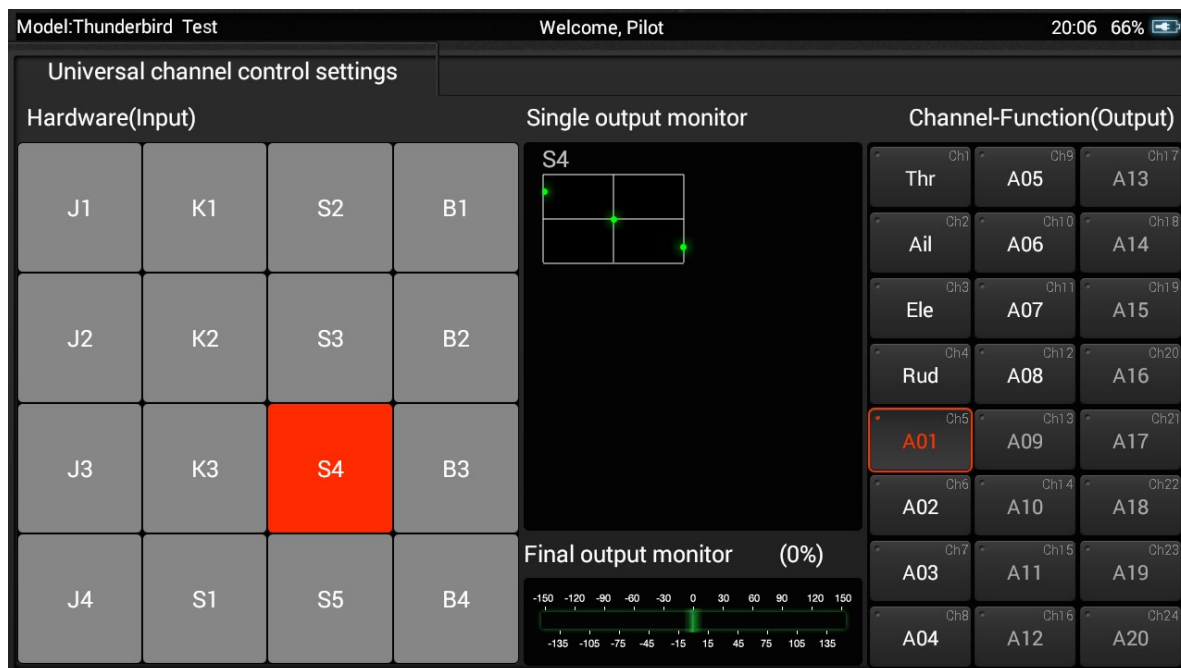 Model:Thunderbird Test Welcome, Pilot 20:06 66%
Universal channel control settings
Hardware(Input) Single output monitor Channel-Function(Output)
J1 K1 S2 B1
J2 K2 S3 B2
J3 K3 S4 B3
J4 S1 S5 B4
S4
Final output monitor (0%)
-150 -120 -90 -60 -30 0 30 60 90 120 150
-135 -105 -75 -45 -15 15 45 75 105 135
Ch1 Ch9 Ch17
Thr A05 A13
Ch2 Ch10 Ch18
Ail A06 A14
Ch3 Ch11 Ch19
Ele A07 A15
Ch4 Ch12 Ch20
Rud A08 A16
Ch5 Ch13 Ch21
A01 A09 A17
Ch6 Ch14 Ch22
A02 A10 A18
Ch7 Ch15 Ch23
A03 A11 A19
Ch8 Ch16 Ch24
A04 A12 A20